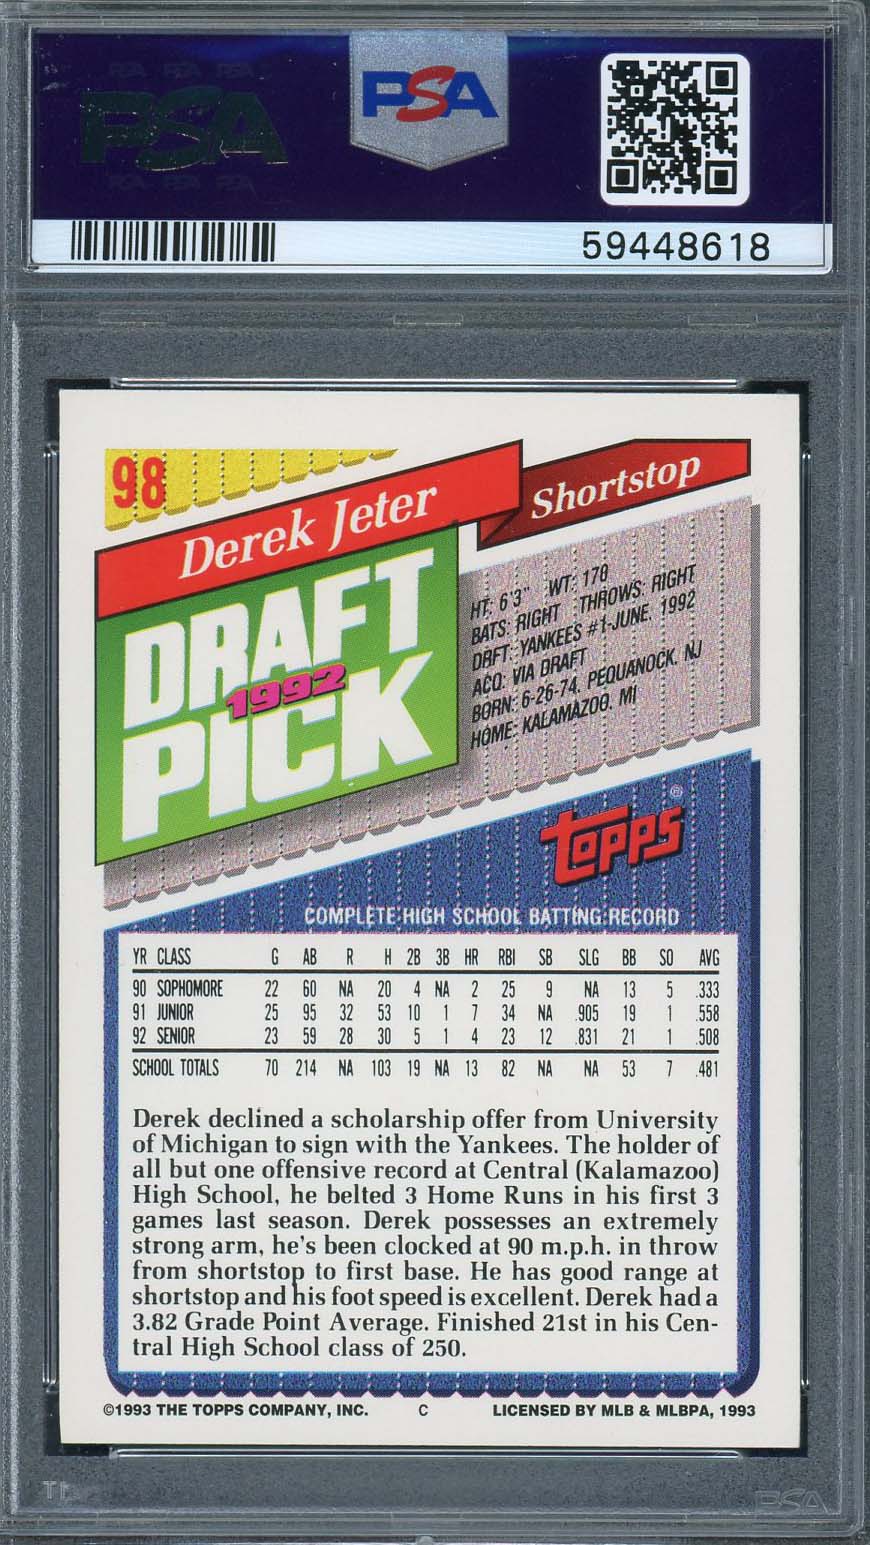 PSA PSA PSA
PSA
PSA PSA PSA
PSA
59448618
98
Derek Jeter
Shortstop
DRAFT
1992
PICK
HT: 6'3" WT: 178
BATS: RIGHT THROWS: RIGHT
DRFT: YANKEES #1-JUNE, 1992
ACQ: VIA DRAFT
BORN: 6-26-74, PEQUANOCK, NJ
HOME: KALAMAZOO, MI
Topps®
COMPLETE HIGH SCHOOL BATTING RECORD
YR CLASS G AB R H 2B 3B HR RBI SB SLG BB SO AVG
90 SOPHOMORE 22 60 NA 20 4 NA 2 25 9 NA 13 5 .333
91 JUNIOR 25 95 32 53 10 1 7 34 NA .905 19 1 .558
92 SENIOR 23 59 28 30 5 1 4 23 12 .831 21 1 .508
SCHOOL TOTALS 70 214 NA 103 19 NA 13 82 NA NA 53 7 .481
Derek declined a scholarship offer from University
of Michigan to sign with the Yankees. The holder of
all but one offensive record at Central (Kalamazoo)
High School, he belted 3 Home Runs in his first 3
games last season. Derek possesses an extremely
strong arm, he's been clocked at 90 m.p.h. in throw
from shortstop to first base. He has good range at
shortstop and his foot speed is excellent. Derek had a
3.82 Grade Point Average. Finished 21st in his Cen-
tral High School class of 250.
©1993 THE TOPPS COMPANY, INC. C LICENSED BY MLB & MLBPA, 1993
PSA